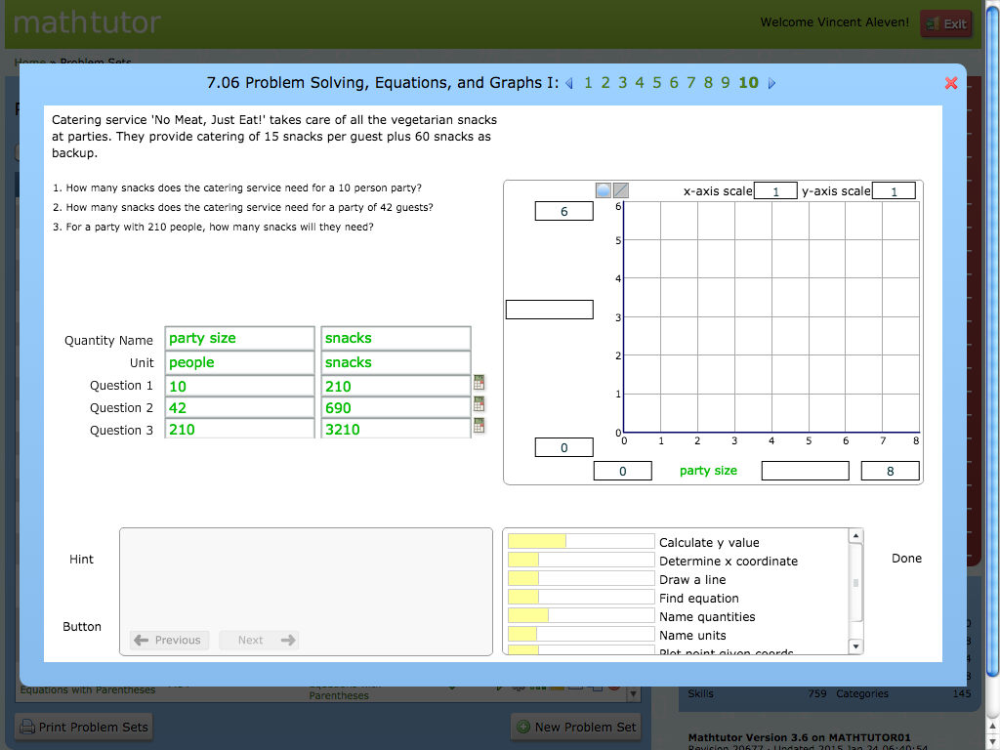 mathtutor
Welcome Vincent Aleven!
Exit
Home » Problem Sets
7.06 Problem Solving, Equations, and Graphs I: 1 2 3 4 5 6 7 8 9 10
Catering service 'No Meat, Just Eat!' takes care of all the vegetarian snacks
at parties. They provide catering of 15 snacks per guest plus 60 snacks as
backup.
1. How many snacks does the catering service need for a 10 person party?
2. How many snacks does the catering service need for a party of 42 guests?
3. For a party with 210 people, how many snacks will they need?
x-axis scale 1 y-axis scale 1
6
6
5
4
3
2
1
0
0 1 2 3 4 5 6 7 8
0
0 party size 8
Quantity Name party size snacks
Unit people snacks
Question 1 10 210
Question 2 42 690
Question 3 210 3210
Hint
Button
Previous Next
Calculate y value
Determine x coordinate
Draw a line
Find equation
Name quantities
Name units
Plot point given coords
Done
Equations with Parentheses
Parentheses
Skills 759 Categories 145
Print Problem Sets
New Problem Set
Mathtutor Version 3.6 on MATHTUTOR01
Revision 20677 - Updated 2015 Jan 24 06:40:54